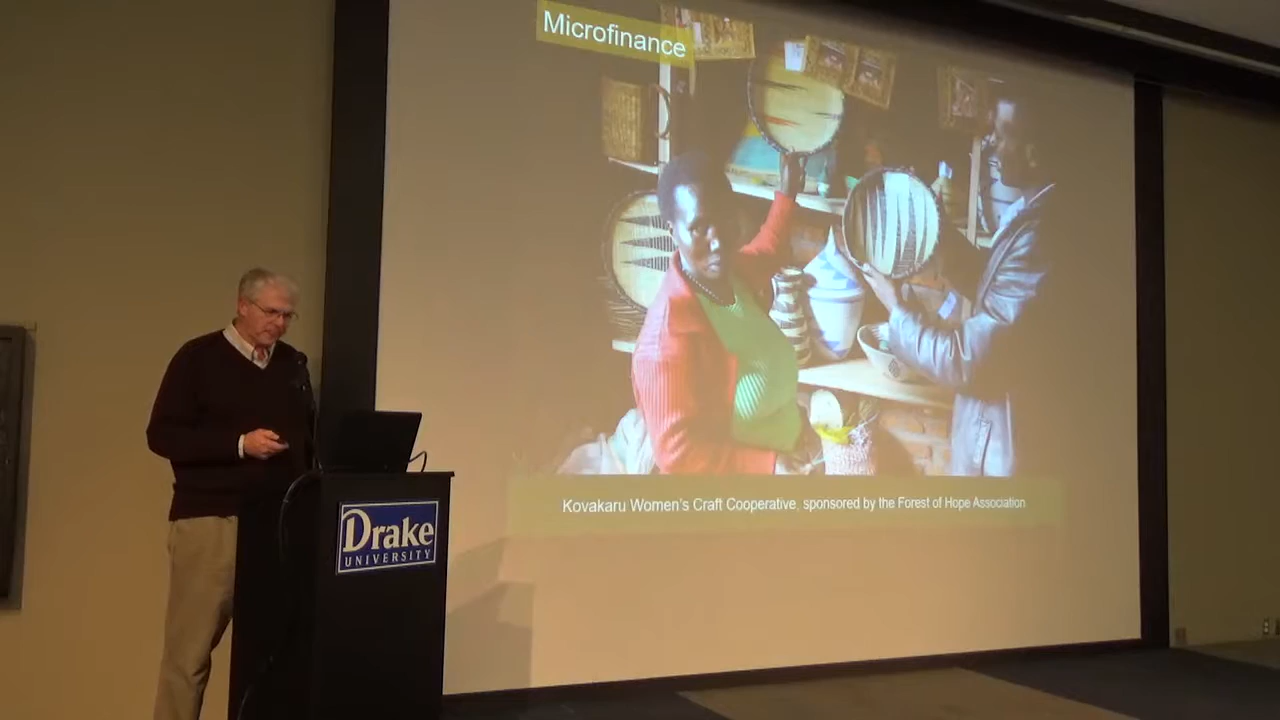 Microfinance
Kovakaru Women's Craft Cooperative, sponsored by the Forest of Hope Association
Drake
UNIVERSITY